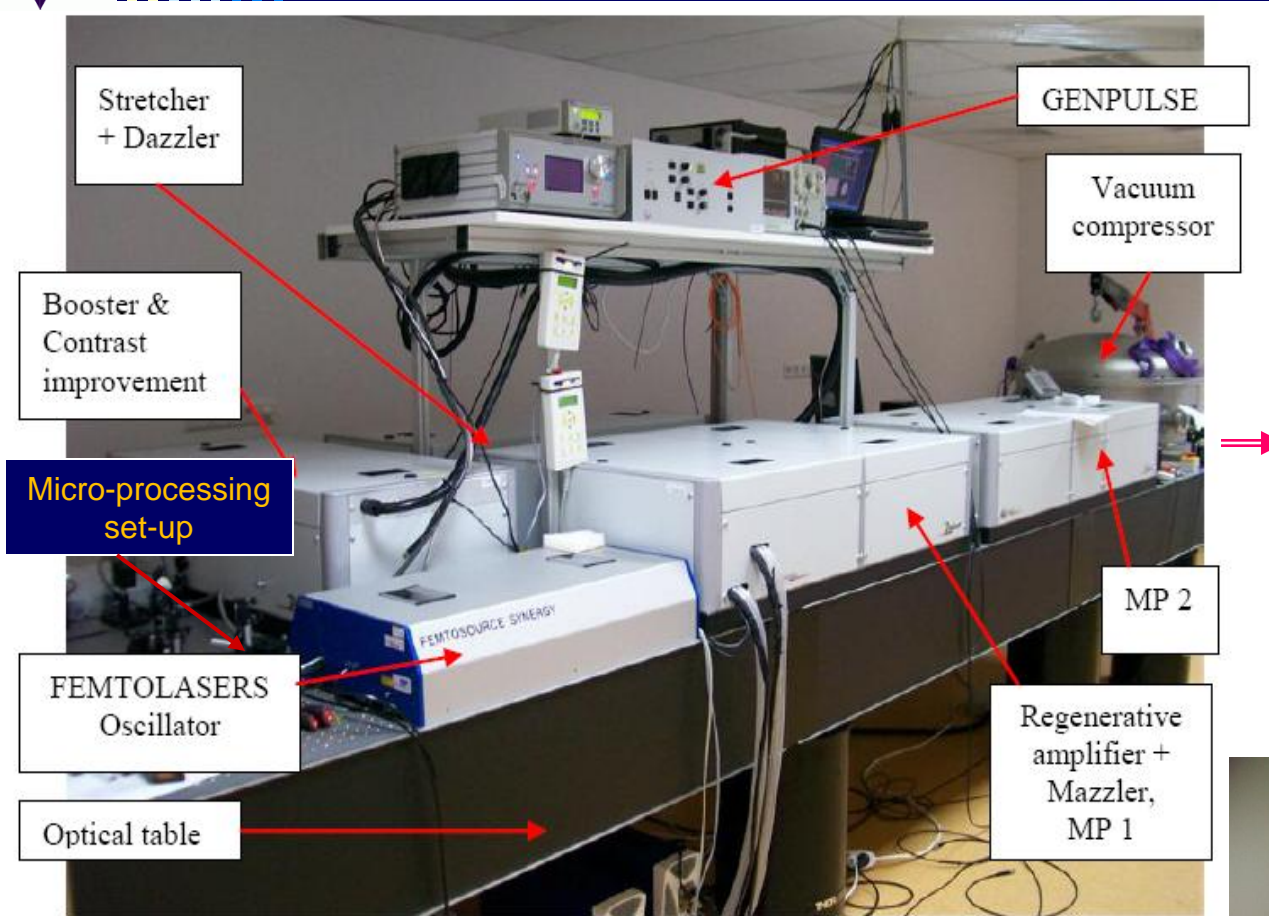 Stretcher
+ Dazzler
GENPULSE
Vacuum
compressor
Booster &
Contrast
improvement
Micro-processing
set-up
FEMTOSOURCE SYNERGY
MP 2
FEMTOLASERS
Oscillator
Regenerative
amplifier +
Mazzler,
MP 1
Optical table
THOR